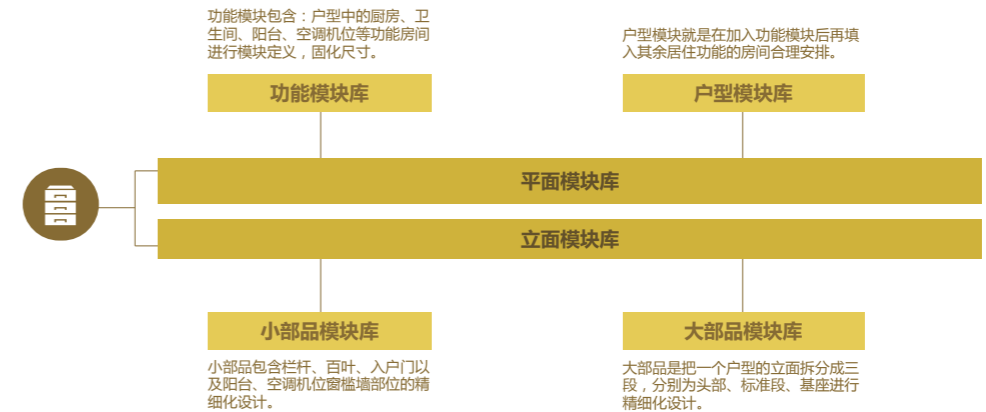 功能模块包含：户型中的厨房、卫
生间、阳台、空调机位等功能房间
进行模块定义，固化尺寸。
户型模块就是在加入功能模块后再填
入其余居住功能的房间合理安排。
功能模块库
户型模块库
平面模块库
立面模块库
小部品模块库
大部品模块库
小部品包含栏杆、百叶、入户门以
及阳台、空调机位窗槛墙部位的精
细化设计。
大部品是把一个户型的立面拆分成三
段，分别为头部、标准段、基座进行
精细化设计。